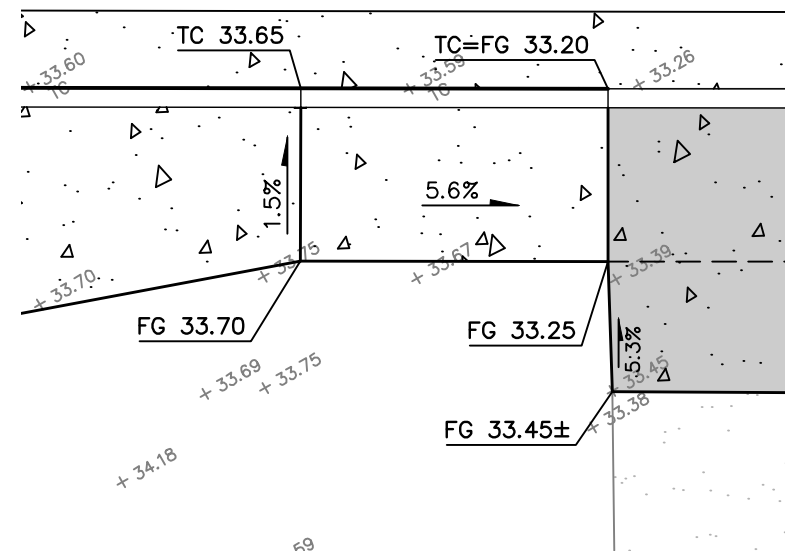 TC 33.65
TC=FG 33.20
+ 33.60
TC
+ 33.59
TC
+ 33.26
1.5%
5.6%
+ 33.70
+ 33.75
+ 33.67
+ 33.39
FG 33.70
FG 33.25
5.3%
+ 33.69
+ 33.75
+ 33.45
+ 33.38
FG 33.45±
+ 34.18
59